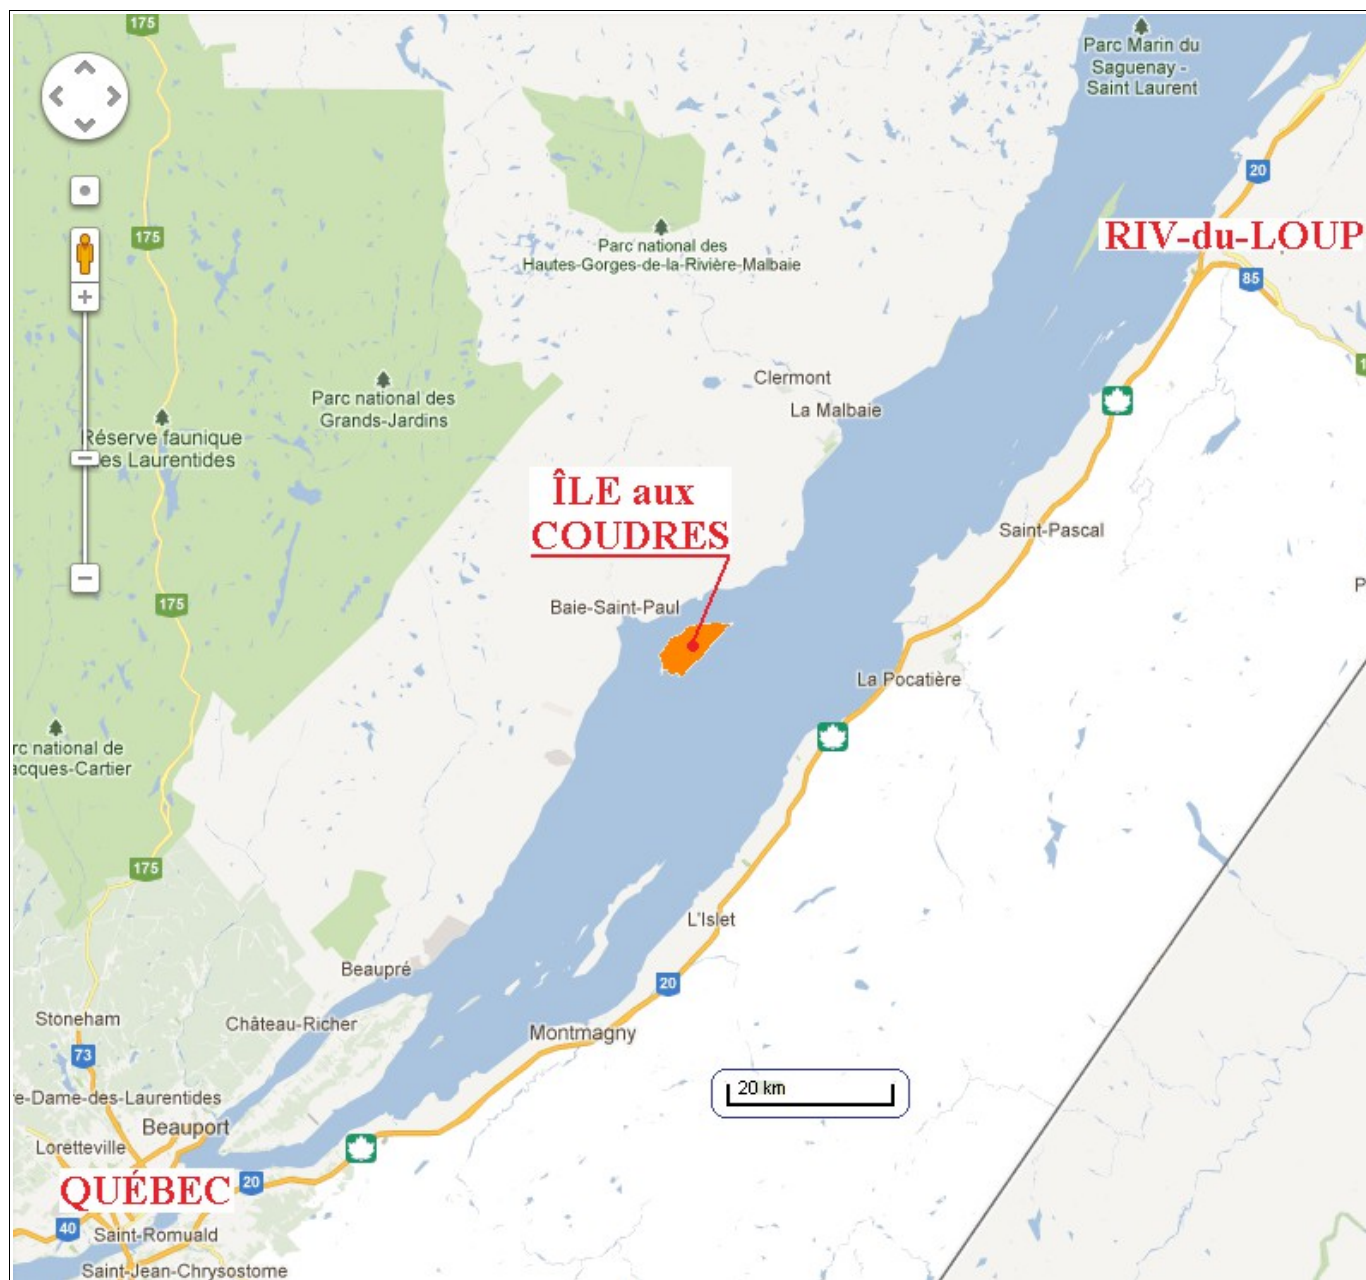 175
Parc Marin du
Saguenay -
Saint Laurent
20
175
RIV-du-LOUP
Parc national des
Hautes-Gorges-de-la-Rivière-Malbaie
85
Clermont
La Malbaie
Parc national des
Grands-Jardins
Réserve faunique
des Laurentides
ÎLE aux
COUDRES
Saint-Pascal
175
Baie-Saint-Paul
P
La Pocatière
rc national de
acques-Cartier
175
L'Islet
Beaupré
20
Stoneham
Château-Richer
Montmagny
73
20 km
e-Dame-des-Laurentides
Beauport
Loretteville
QUÉBEC
20
40
Saint-Romuald
Saint-Jean-Chrysostome